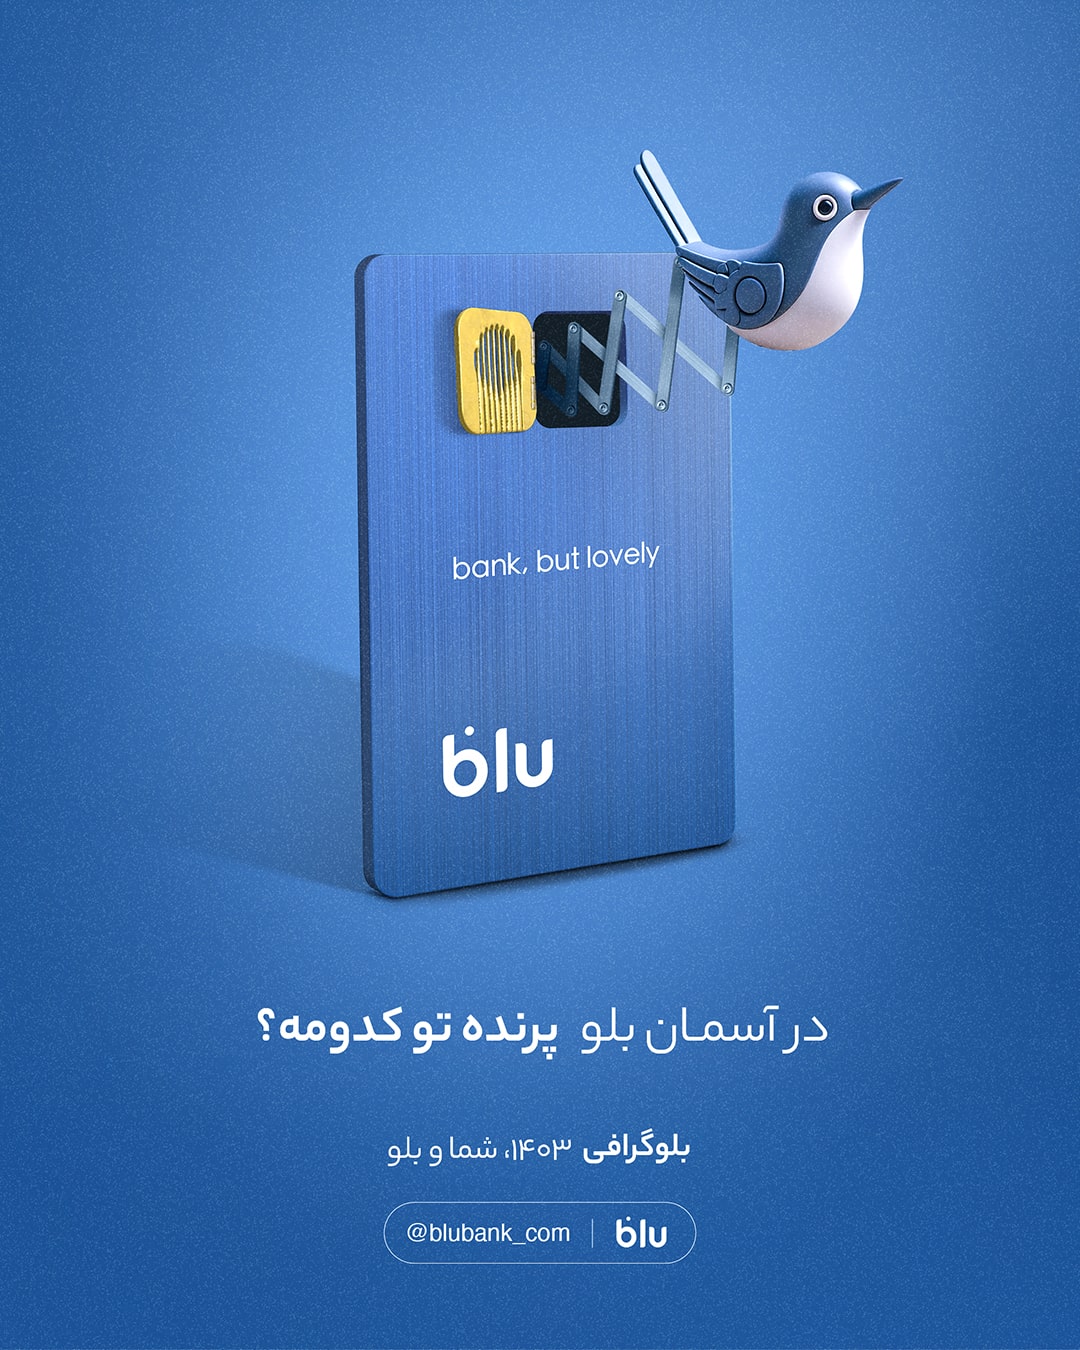 bank, but lovely
blu
در آسمان بلو پرنده تو کدومه؟
بلوگرافی ۱۴۰۳، شما و بلو
@blubank_com | blu